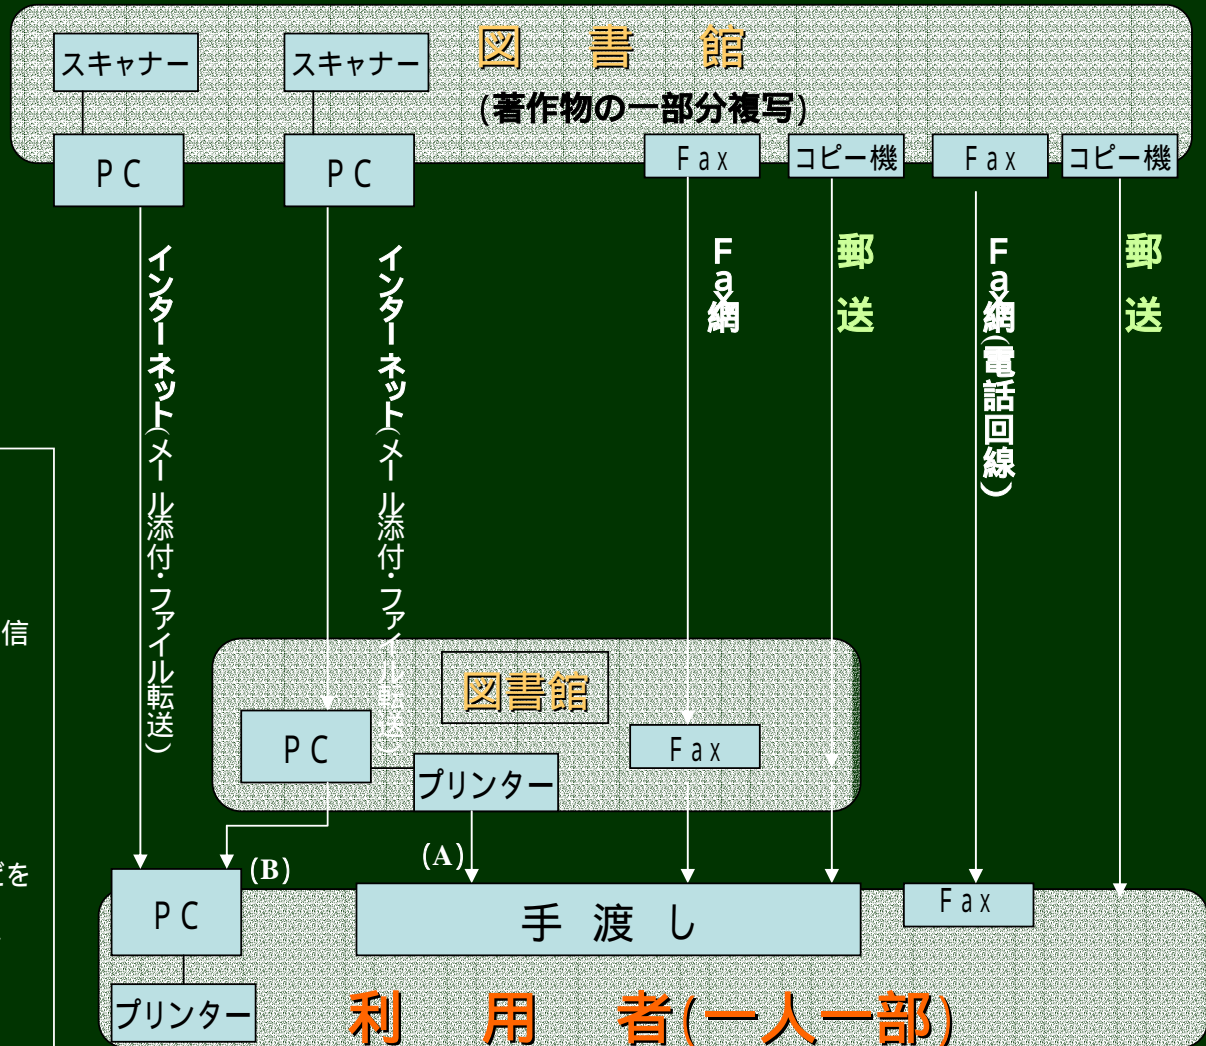 図 書 館
(著作物の一部分複写)
スキャナー
スキャナー
PC
PC
Fax
コピー機
Fax
コピー機
インターネット(メール添付・ファイル転送)
インターネット(メール添付・ファイル転送)
Fax網
郵送
Fax網(電話回線)
郵送
信
図書館
PC
プリンター
Fax
(B)
(A)
を
PC
手 渡 し
Fax
プリンター
利 用 者(一人一部)